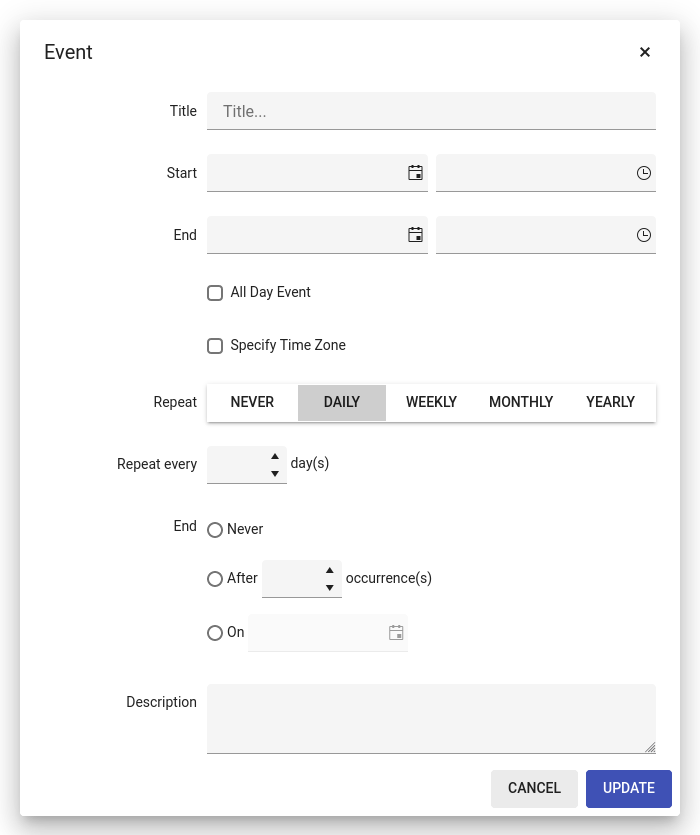 Event ×
Title Title...
Start
End
All Day Event
Specify Time Zone
Repeat NEVER DAILY WEEKLY MONTHLY YEARLY
Repeat every day(s)
End Never
After occurrence(s)
On
Description
CANCEL UPDATE